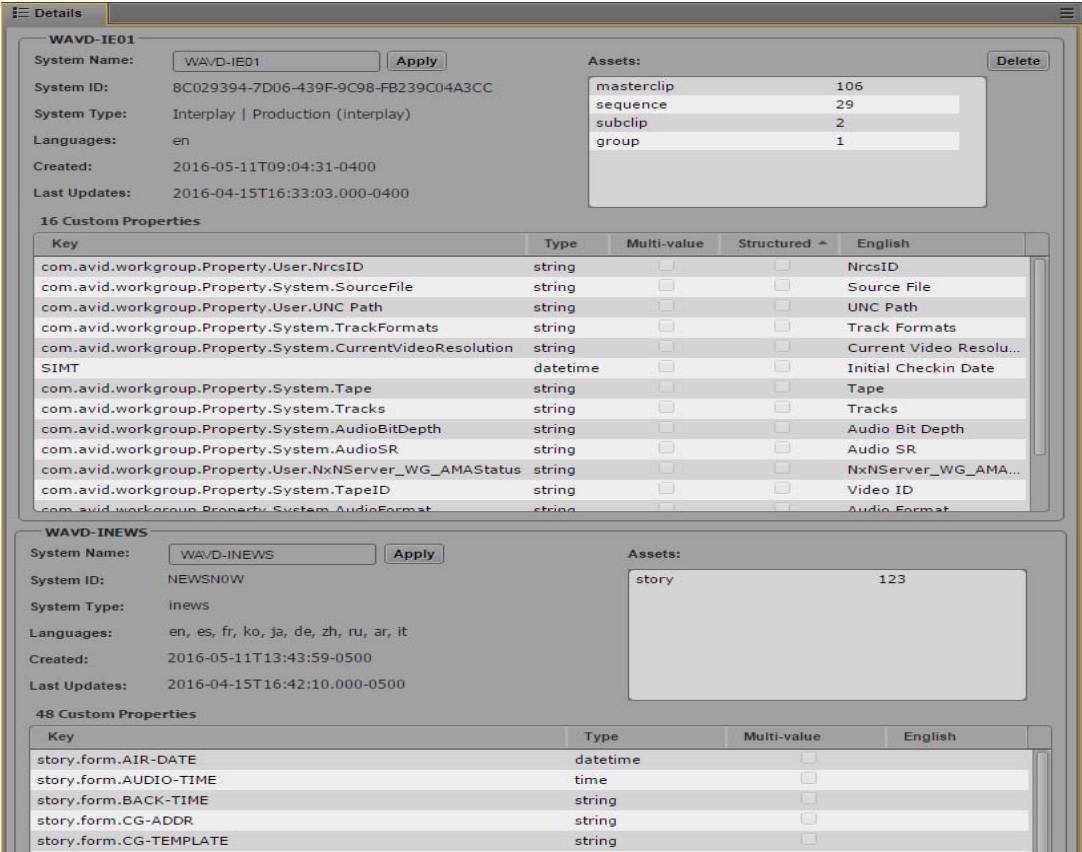 Details
WAVD-IE01
System Name: WAVD-IE01 Apply Assets: Delete
System ID: 8C029394-7D06-439F-9C98-FB239C04A3CC
System Type: Interplay | Production (interplay)
Languages: en
Created: 2016-05-11T09:04:31-0400
Last Updates: 2016-04-15T16:33:03.000-0400
masterclip 106
sequence 29
subclip 2
group 1
16 Custom Properties
Key Type Multi-value Structured English
com.avid.workgroup.Property.User.NrcsID string NrcsID
com.avid.workgroup.Property.System.SourceFile string Source File
com.avid.workgroup.Property.User.UNC Path string UNC Path
com.avid.workgroup.Property.System.TrackFormats string Track Formats
com.avid.workgroup.Property.System.CurrentVideoResolution string Current Video Resolu...
SIMT datetime Initial Checkin Date
com.avid.workgroup.Property.System.Tape string Tape
com.avid.workgroup.Property.System.Tracks string Tracks
com.avid.workgroup.Property.System.AudioBitDepth string Audio Bit Depth
com.avid.workgroup.Property.System.AudioSR string Audio SR
com.avid.workgroup.Property.User.NxNServer_WG_AMAStatus string NxNServer_WG_AMA...
com.avid.workgroup.Property.System.TapeID string Video ID
com.avid.workgroup.Property.System.AudioFormat string Audio Format
WAVD-INEWS
System Name: WAVD-INEWS Apply Assets:
System ID: NEWSN0W
System Type: inews
Languages: en, es, fr, ko, ja, de, zh, ru, ar, it
Created: 2016-05-11T13:43:59-0500
Last Updates: 2016-04-15T16:42:10.000-0500
story 123
48 Custom Properties
Key Type Multi-value English
story.form.AIR-DATE datetime
story.form.AUDIO-TIME time
story.form.BACK-TIME string
story.form.CG-ADDR string
story.form.CG-TEMPLATE string